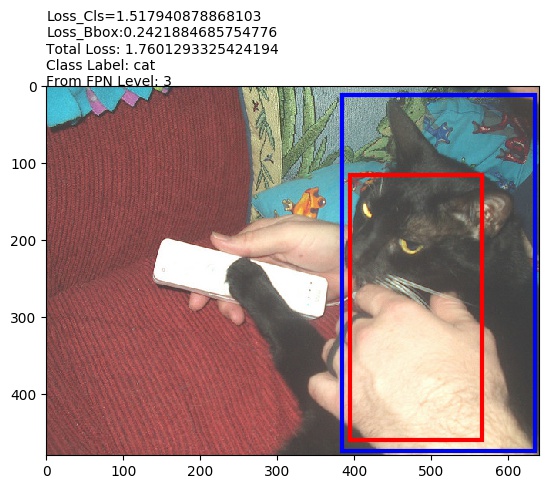 Loss_Cls=1.517940878868103
Loss_Bbox:0.2421884685754776
Total Loss: 1.7601293325424194
Class Label: cat
From FPN Level: 3
0
100
200
300
400
0 100 200 300 400 500 600